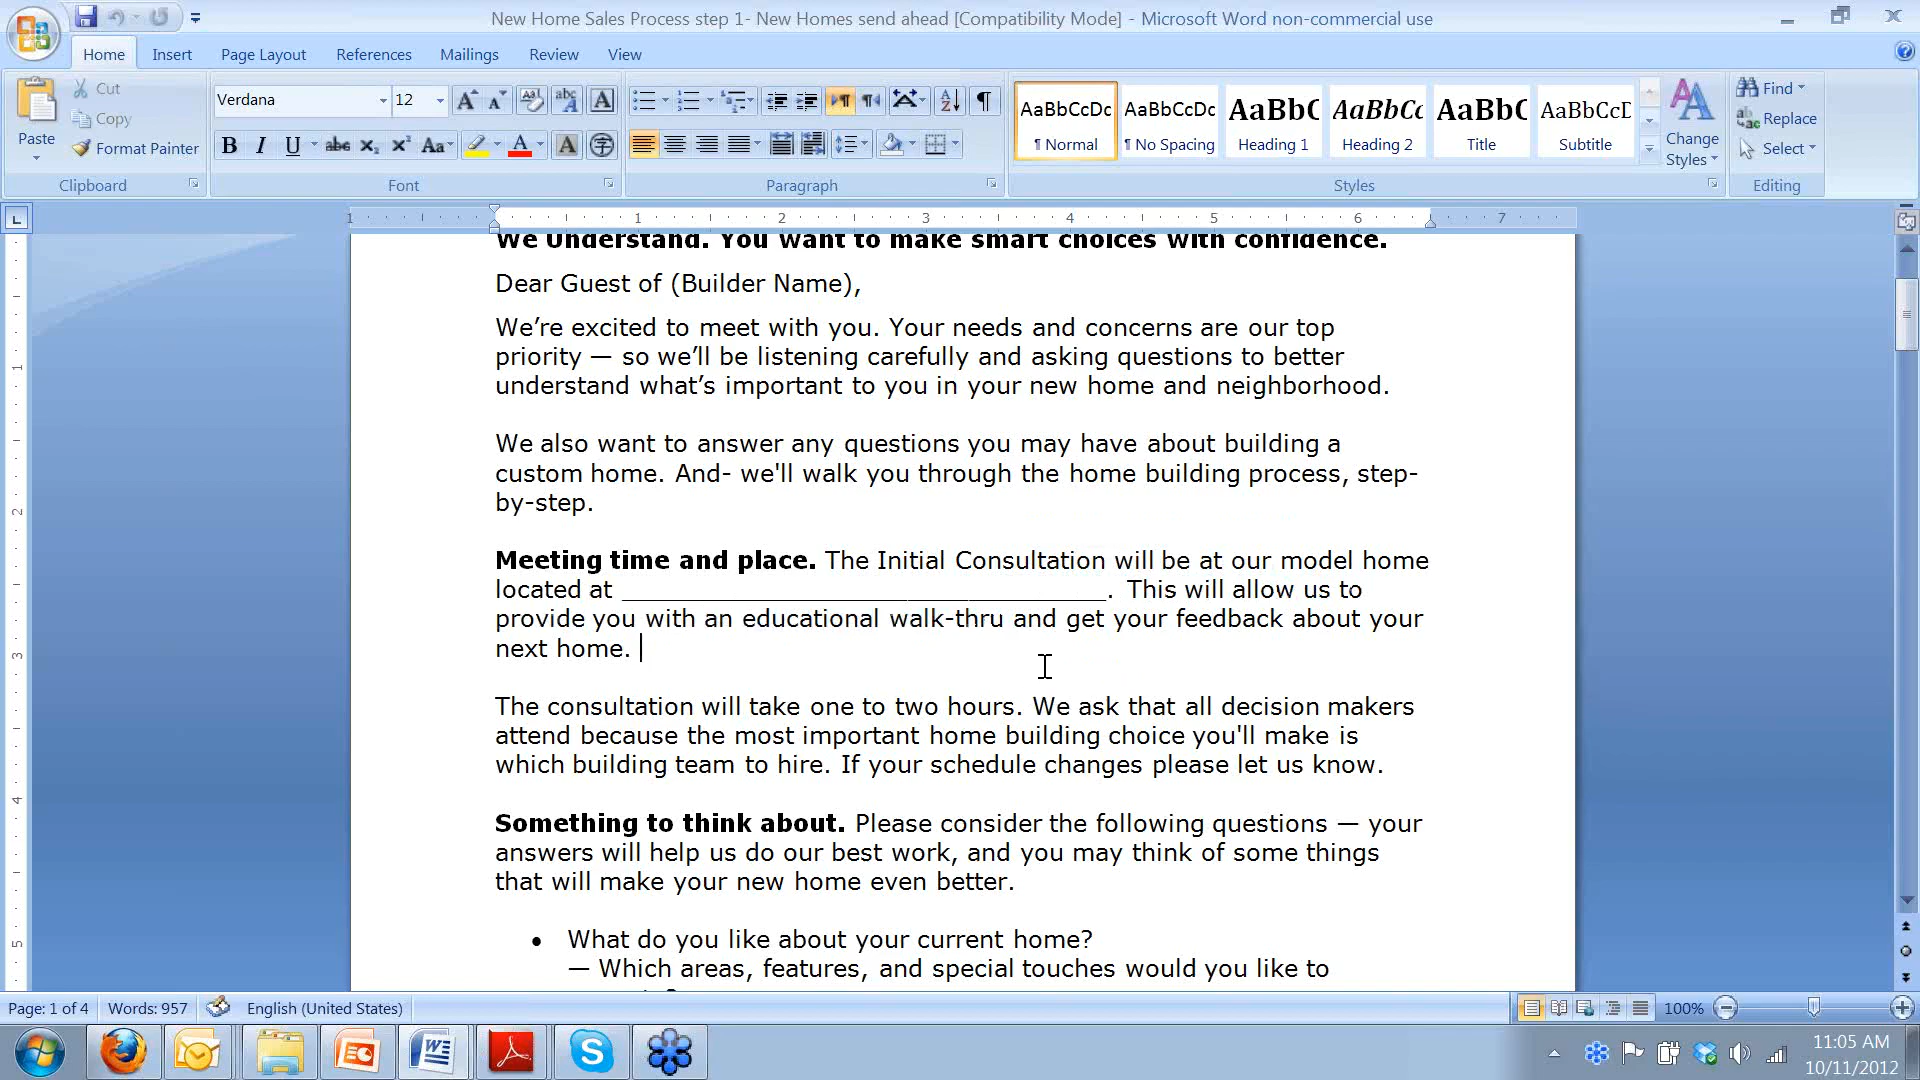 New Home Sales Process step 1- New Homes send ahead [Compatibility Mode] - Microsoft Word non-commercial use
Home Insert Page Layout References Mailings Review View
Paste
Cut
Copy
Format Painter
Clipboard
Verdana 12
Font
Paragraph
AaBbCcDc AaBbCcDc AaBbC AaBbCc AaBbC AaBbCcD
¶ Normal ¶ No Spacing Heading 1 Heading 2 Title Subtitle
Change Styles
Styles
Find
Replace
Select
Editing
1 1 2 3 4 5 6 7
We Understand. You want to make smart choices with confidence.
Dear Guest of (Builder Name),
We’re excited to meet with you. Your needs and concerns are our top
priority — so we’ll be listening carefully and asking questions to better
understand what’s important to you in your new home and neighborhood.
We also want to answer any questions you may have about building a
custom home. And- we'll walk you through the home building process, step-
by-step.
Meeting time and place. The Initial Consultation will be at our model home
located at ___________________________________. This will allow us to
provide you with an educational walk-thru and get your feedback about your
next home.
The consultation will take one to two hours. We ask that all decision makers
attend because the most important home building choice you'll make is
which building team to hire. If your schedule changes please let us know.
Something to think about. Please consider the following questions — your
answers will help us do our best work, and you may think of some things
that will make your new home even better.
• What do you like about your current home?
— Which areas, features, and special touches would you like to
Page: 1 of 4 Words: 957 English (United States) 100%
11:05 AM
10/11/2012